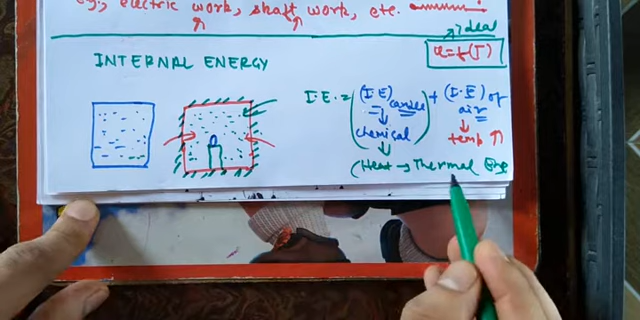 eg., electric work, shaft work, etc.
ideal
u = f(T)
INTERNAL ENERGY
I.E. = (I.E) candle + (I.E) of air
chemical
temp ↑
(Heat → Thermal